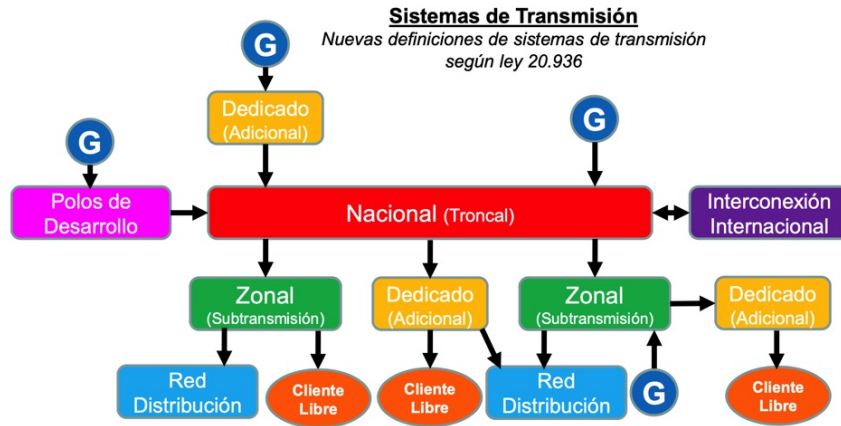 Sistemas de Transmisión
Nuevas definiciones de sistemas de transmisión
según ley 20.936
G
Dedicado
(Adicional)
G
G
Polos de
Desarrollo
Nacional (Troncal)
Interconexión
Internacional
Zonal
(Subtransmisión)
Dedicado
(Adicional)
Zonal
(Subtransmisión)
Dedicado
(Adicional)
Red
Distribución
Cliente
Libre
Cliente
Libre
Red
Distribución
G
Cliente
Libre